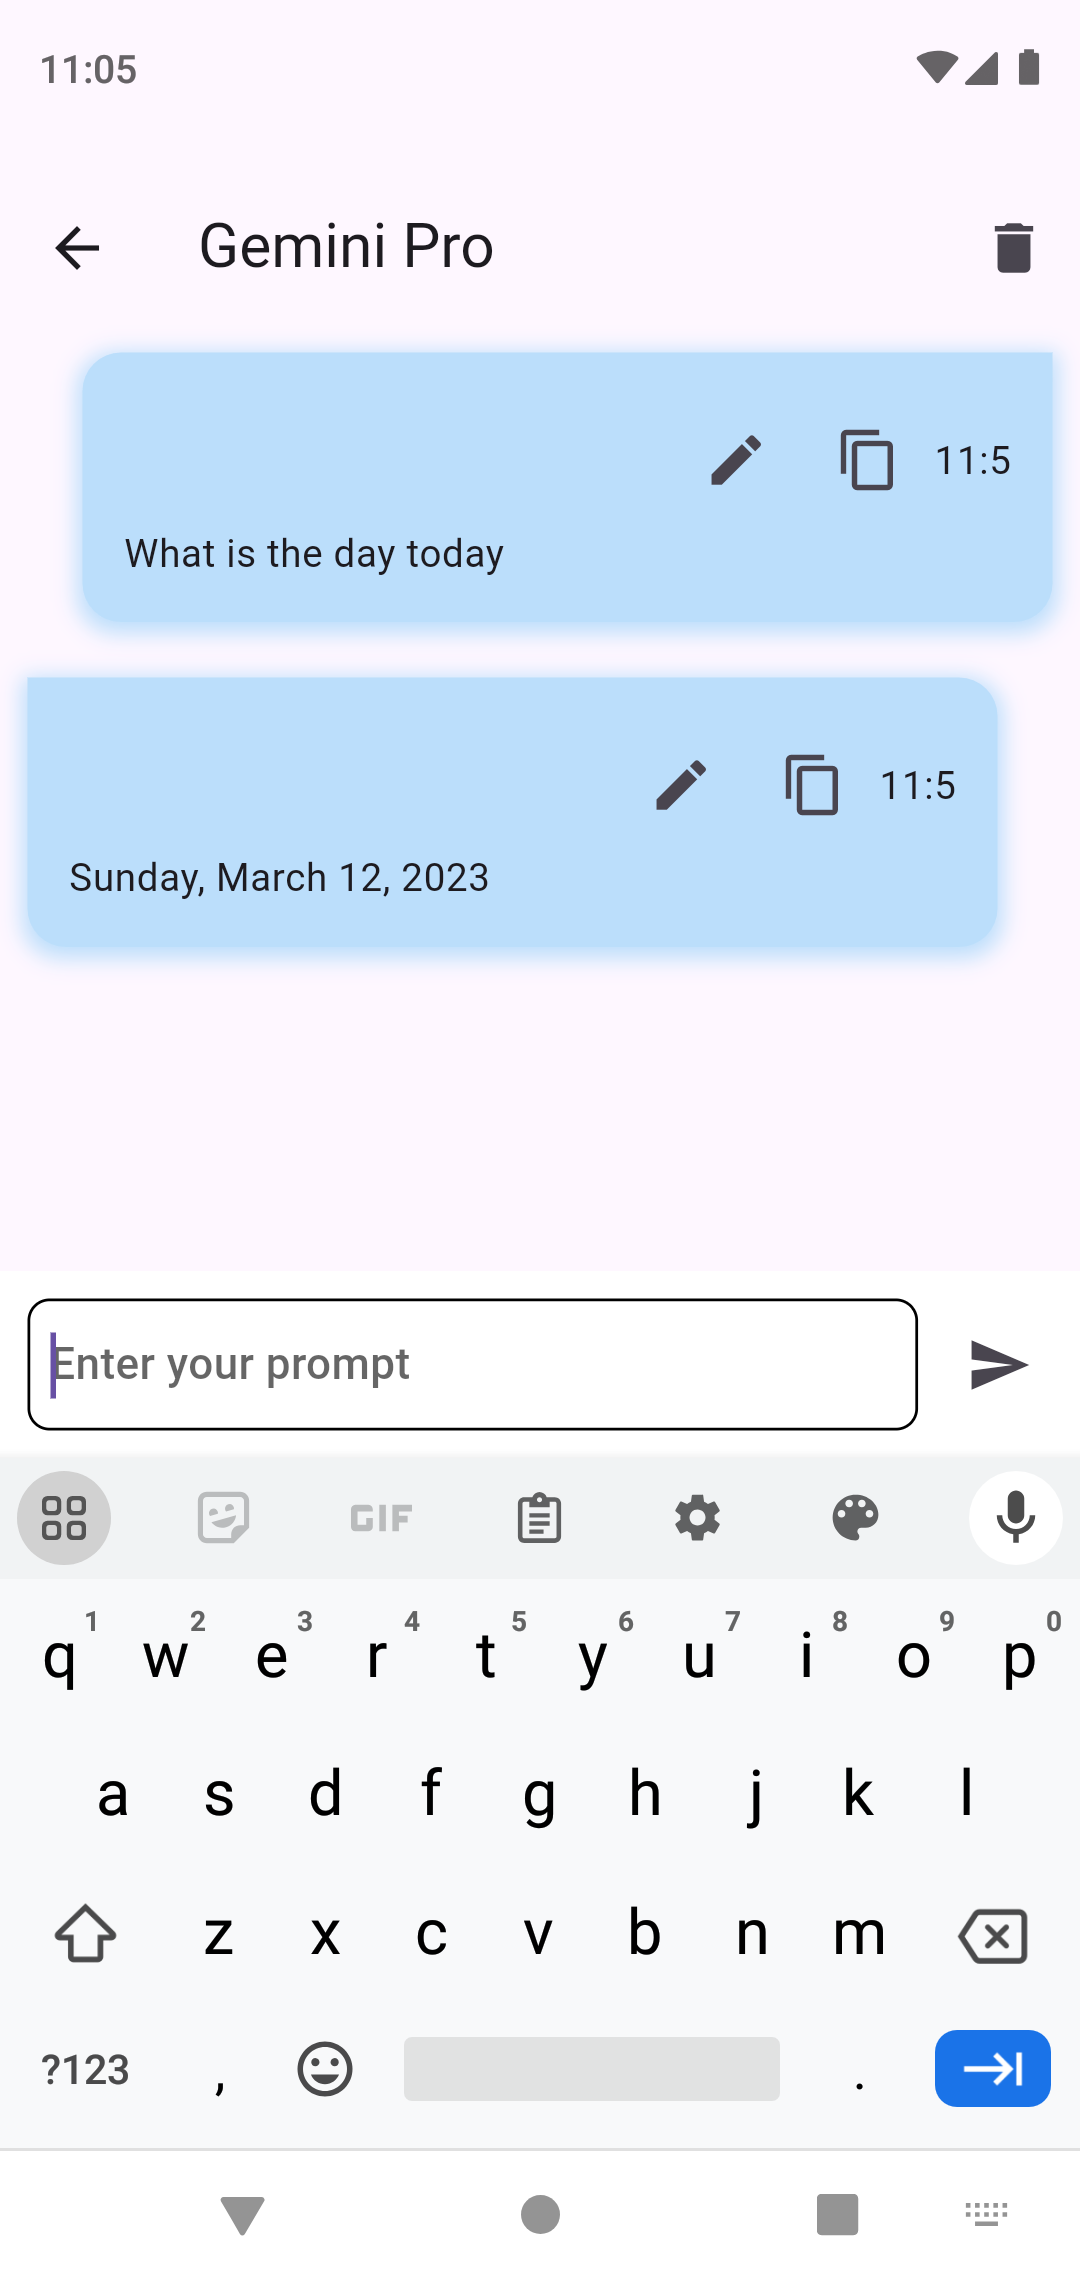 11:05
Gemini Pro
11:5
What is the day today
11:5
Sunday, March 12, 2023
Enter your prompt
GIF
1 2 3 4 5 6 7 8 9 0
q w e r t y u i o p
a s d f g h j k l
z x c v b n m
?123 , .